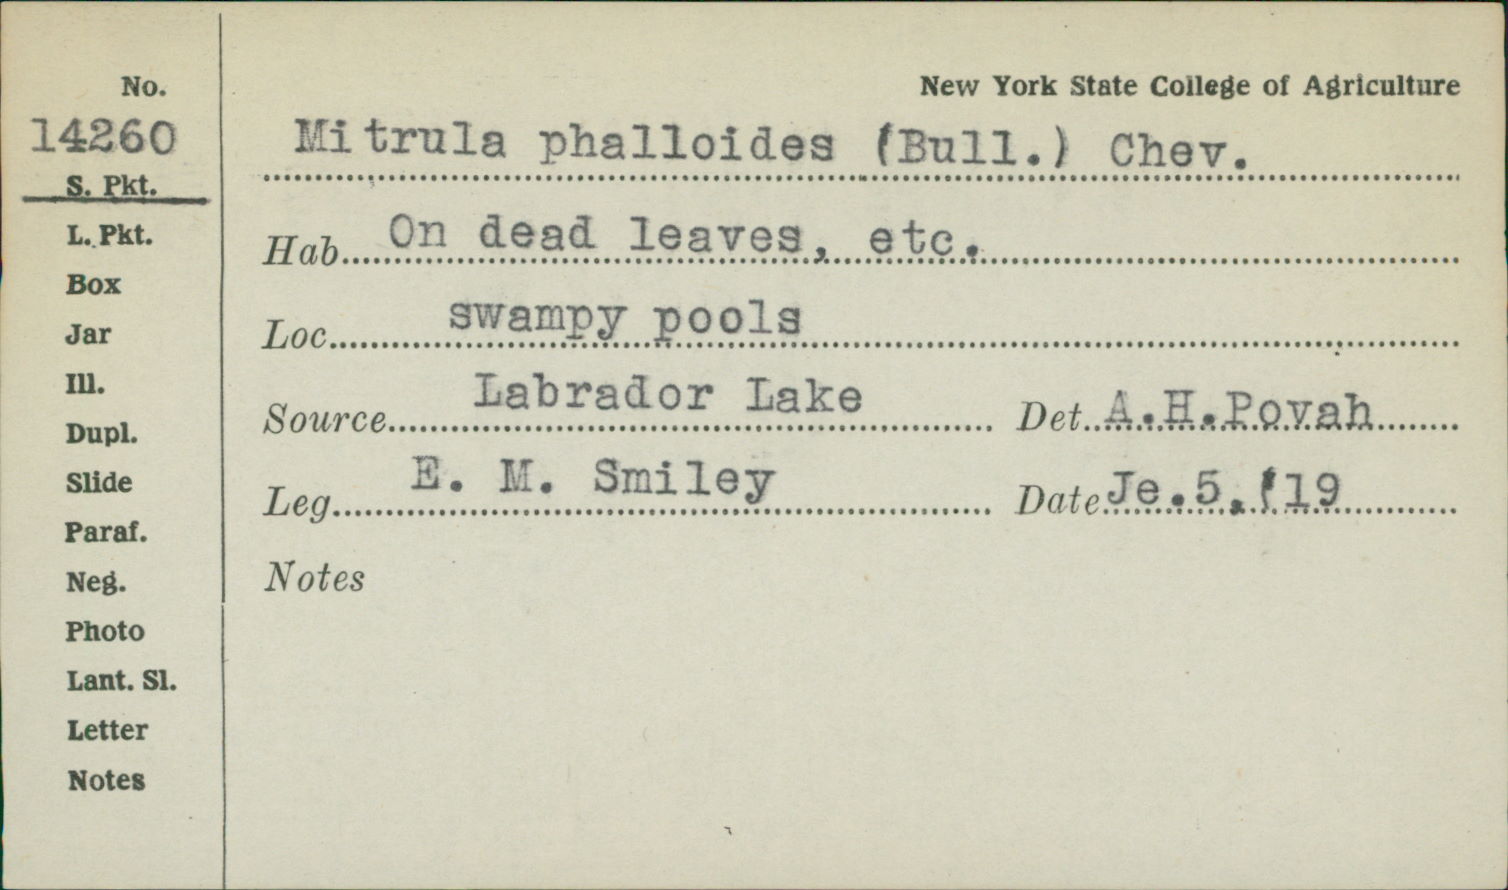 No.
New York State College of Agriculture
14260
Mitrula phalloides (Bull.) Chev.
S. Pkt.
L. Pkt.
Hab. On dead leaves, etc.
Box
Loc. swampy pools
Jar
Ill.
Source Labrador Lake Det. A.H.Povah
Dupl.
Slide
Leg. E. M. Smiley Date Je.5,'19
Paraf.
Neg.
Notes
Photo
Lant. Sl.
Letter
Notes